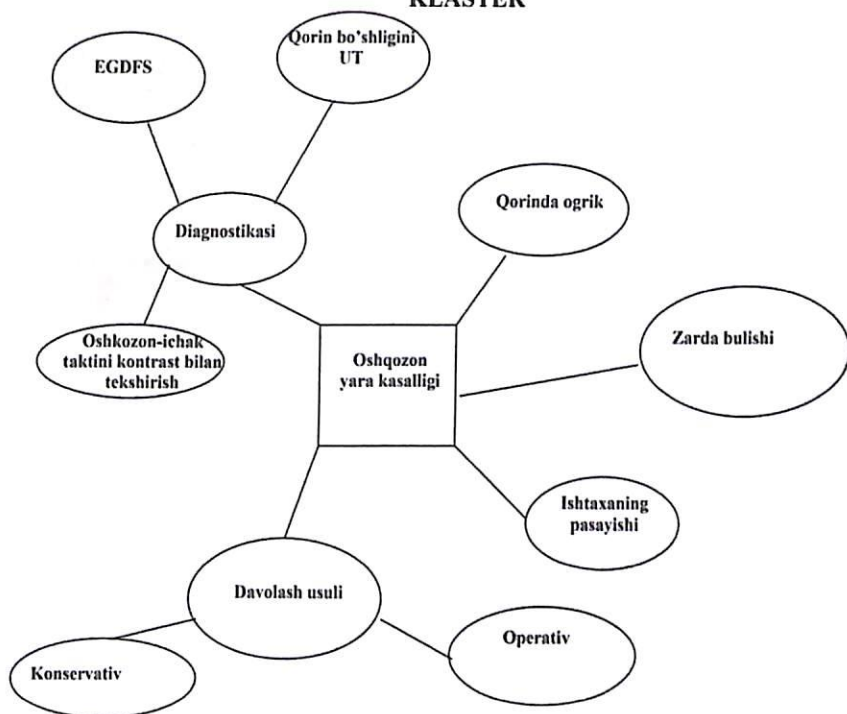 KLASTER
EGDFS
Qorin bo'shligini
UT
Diagnostikasi
Qorinda ogrik
Oshkozon-ichak
taktini kontrast bilan
tekshirish
Oshqozon
yara kasalligi
Zarda bulishi
Ishtaxaning
pasayishi
Davolash usuli
Konservativ
Operativ